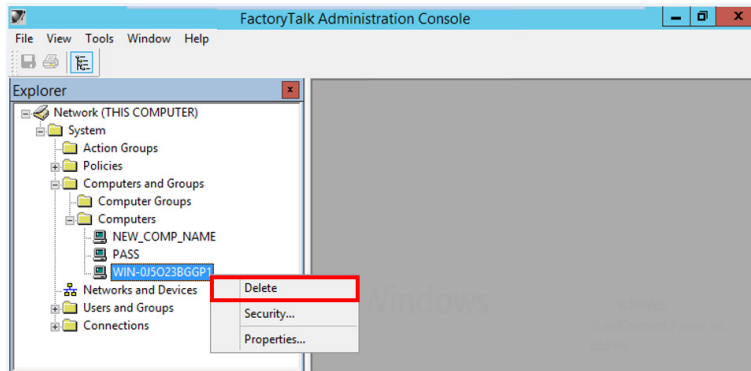 FactoryTalk Administration Console
File View Tools Window Help
Explorer
Network (THIS COMPUTER)
System
Action Groups
Policies
Computers and Groups
Computer Groups
Computers
NEW_COMP_NAME
PASS
WIN-0J5O23BGGP1
Networks and Devices
Users and Groups
Connections
Delete
Security...
Properties...
Windows